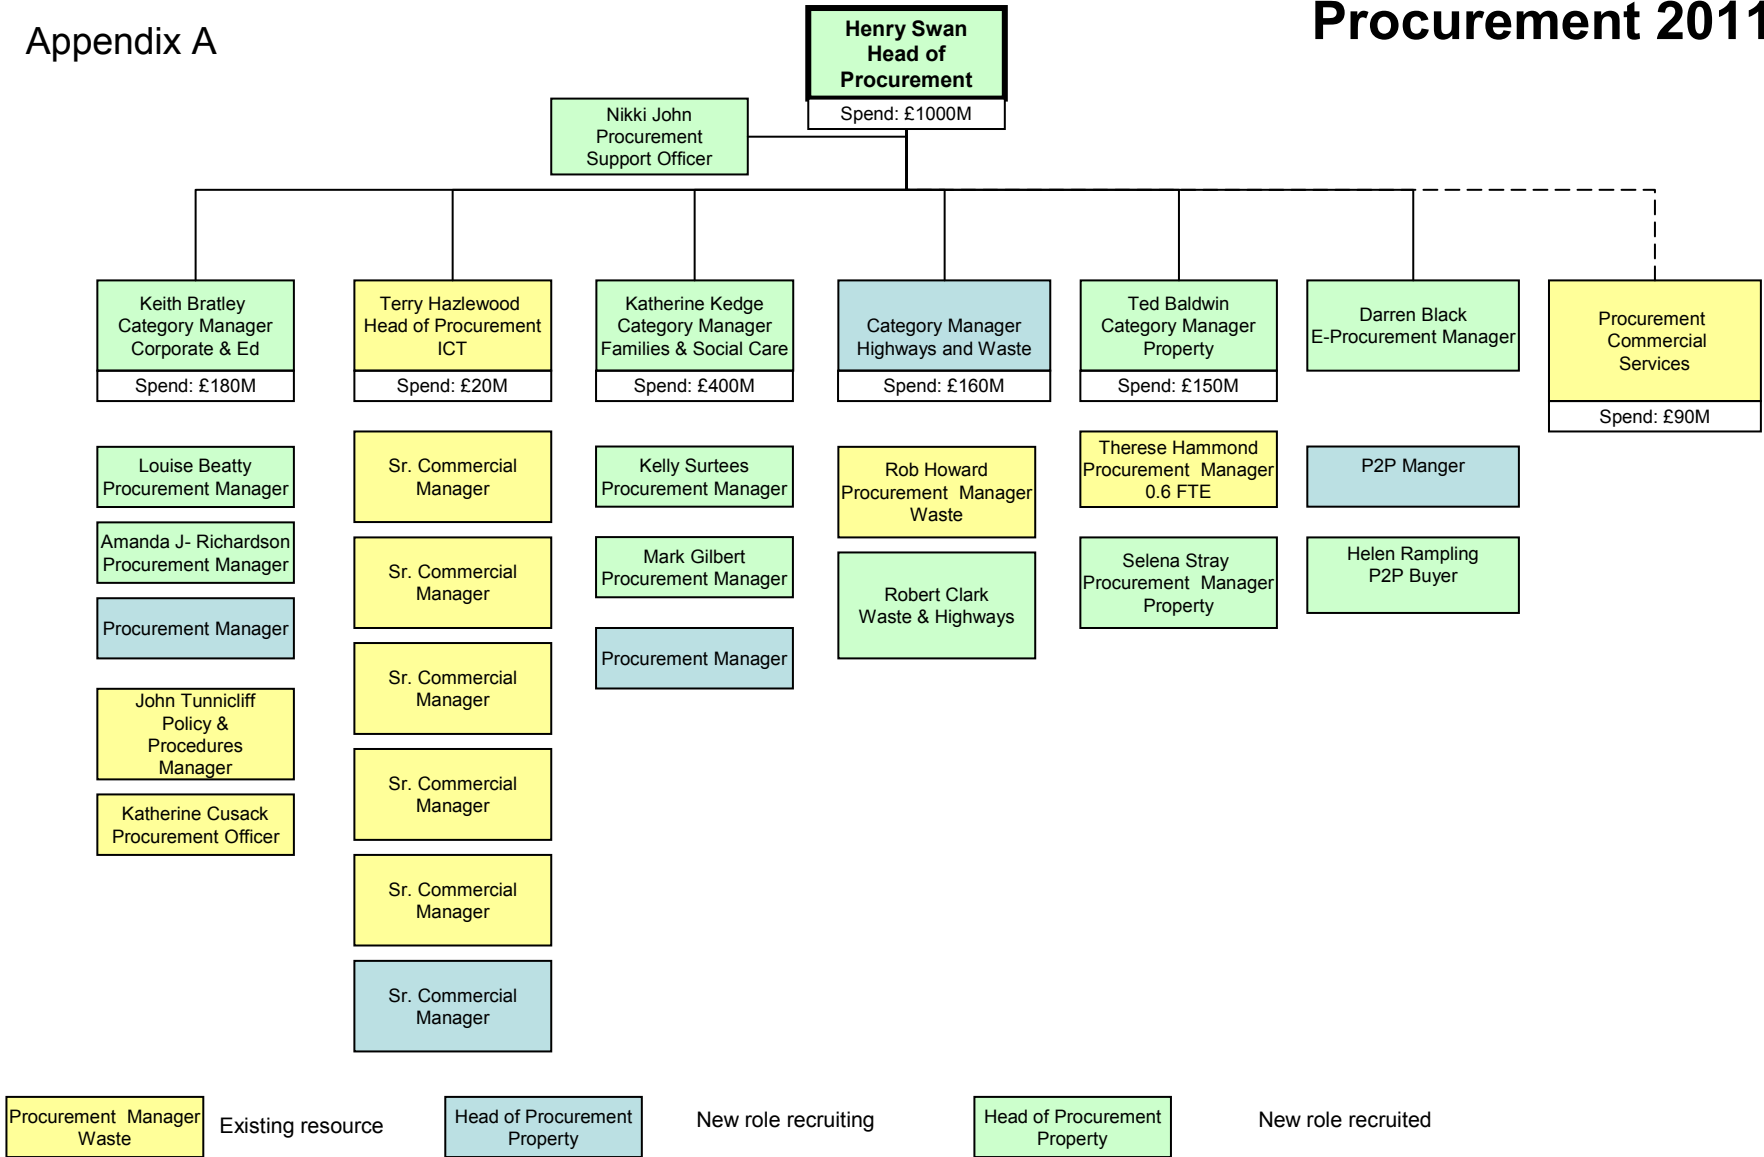 Appendix A
Procurement 2011
Henry Swan
Head of
Procurement
Spend: £1000M
Nikki John
Procurement
Support Officer
Keith Bratley
Category Manager
Corporate & Ed
Spend: £180M
Terry Hazlewood
Head of Procurement
ICT
Spend: £20M
Katherine Kedge
Category Manager
Families & Social Care
Spend: £400M
Category Manager
Highways and Waste
Spend: £160M
Ted Baldwin
Category Manager
Property
Spend: £150M
Darren Black
E-Procurement Manager
Procurement
Commercial
Services
Spend: £90M
Louise Beatty
Procurement Manager
Amanda J- Richardson
Procurement Manager
Procurement Manager
John Tunnicliff
Policy &
Procedures
Manager
Katherine Cusack
Procurement Officer
Sr. Commercial
Manager
Sr. Commercial
Manager
Sr. Commercial
Manager
Sr. Commercial
Manager
Sr. Commercial
Manager
Sr. Commercial
Manager
Kelly Surtees
Procurement Manager
Mark Gilbert
Procurement Manager
Procurement Manager
Rob Howard
Procurement Manager
Waste
Robert Clark
Waste & Highways
Therese Hammond
Procurement Manager
0.6 FTE
Selena Stray
Procurement Manager
Property
P2P Manger
Helen Rampling
P2P Buyer
Procurement Manager
Waste
Existing resource
Head of Procurement
Property
New role recruiting
Head of Procurement
Property
New role recruited